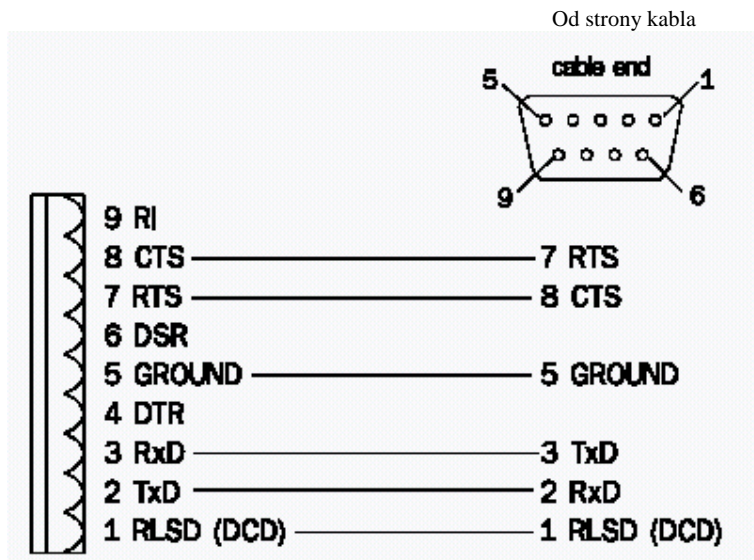 Od strony kabla
cable end
5 1
9 6
9 RI
8 CTS 7 RTS
7 RTS 8 CTS
6 DSR
5 GROUND 5 GROUND
4 DTR
3 RxD 3 TxD
2 TxD 2 RxD
1 RLSD (DCD) 1 RLSD (DCD)